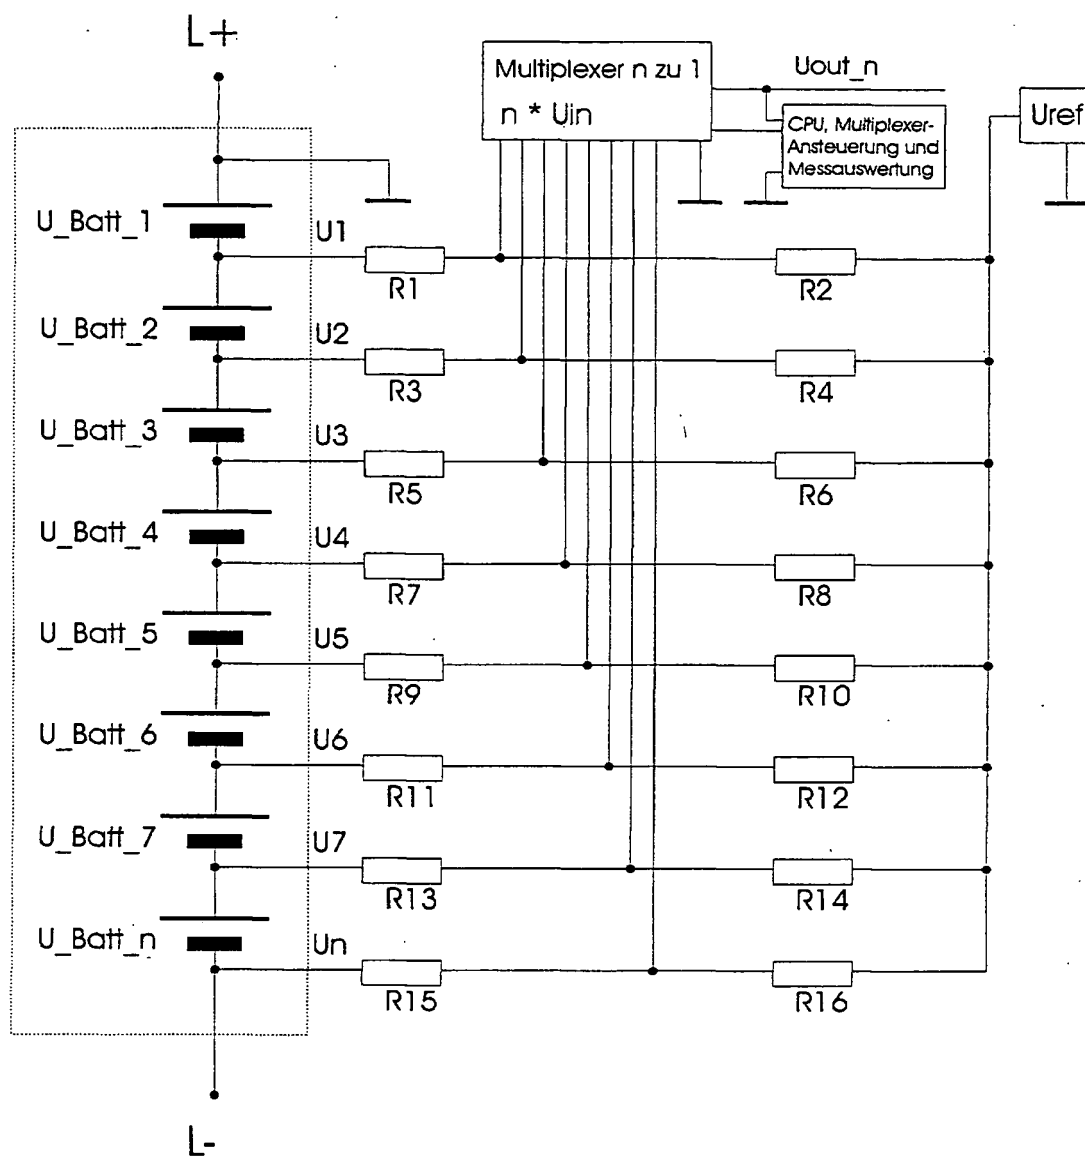 L+
Multiplexer n zu 1
n * Uin
Uout_n
CPU, Multiplexer-
Ansteuerung und
Messauswertung
Uref
U_Batt_1
U1
R1
R2
U_Batt_2
U2
R3
R4
U_Batt_3
U3
R5
R6
U_Batt_4
U4
R7
R8
U_Batt_5
U5
R9
R10
U_Batt_6
U6
R11
R12
U_Batt_7
U7
R13
R14
U_Batt_n
Un
R15
R16
L-